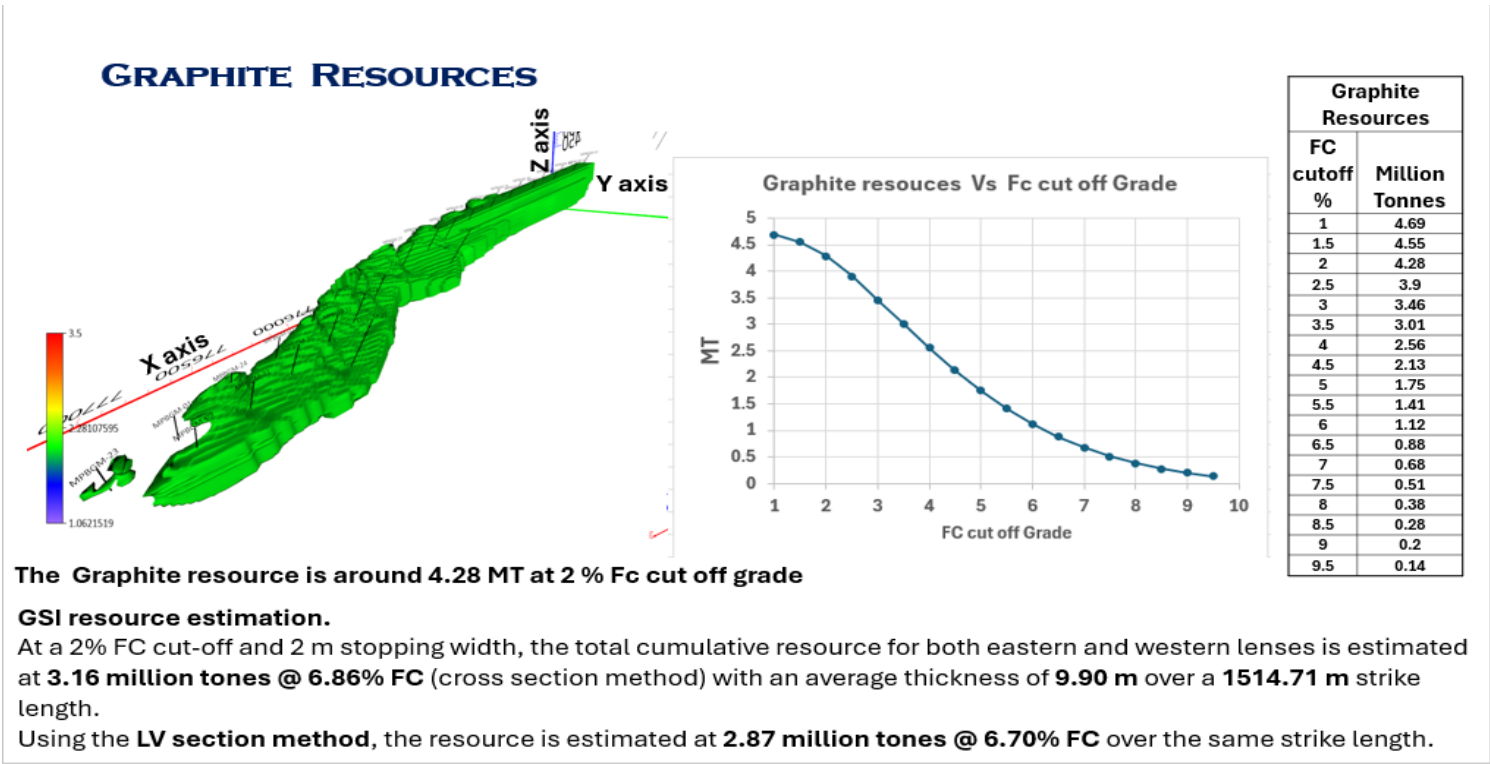 GRAPHITE RESOURCES
Z axis
Y axis
X axis
776600
776500
3.5
2.28107595
1.0621519
MPBGM-23
Graphite resouces Vs Fc cut off Grade
MT
5
4.5
4
3.5
3
2.5
2
1.5
1
0.5
0
1 2 3 4 5 6 7 8 9 10
FC cut off Grade
Graphite
Resources
FC
cutoff Million
% Tonnes
1 4.69
1.5 4.55
2 4.28
2.5 3.9
3 3.46
3.5 3.01
4 2.56
4.5 2.13
5 1.75
5.5 1.41
6 1.12
6.5 0.88
7 0.68
7.5 0.51
8 0.38
8.5 0.28
9 0.2
9.5 0.14
The Graphite resource is around 4.28 MT at 2 % Fc cut off grade
GSI resource estimation.
At a 2% FC cut-off and 2 m stopping width, the total cumulative resource for both eastern and western lenses is estimated
at 3.16 million tones @ 6.86% FC (cross section method) with an average thickness of 9.90 m over a 1514.71 m strike
length.
Using the LV section method, the resource is estimated at 2.87 million tones @ 6.70% FC over the same strike length.